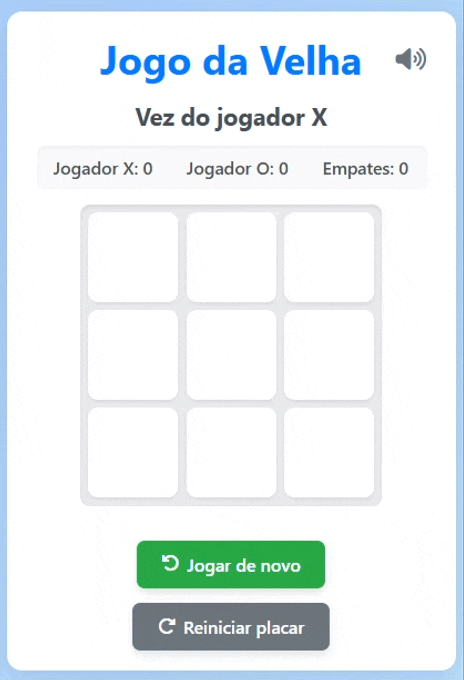 Jogo da Velha
Vez do jogador X
Jogador X: 0 Jogador O: 0 Empates: 0
Jogar de novo
Reiniciar placar